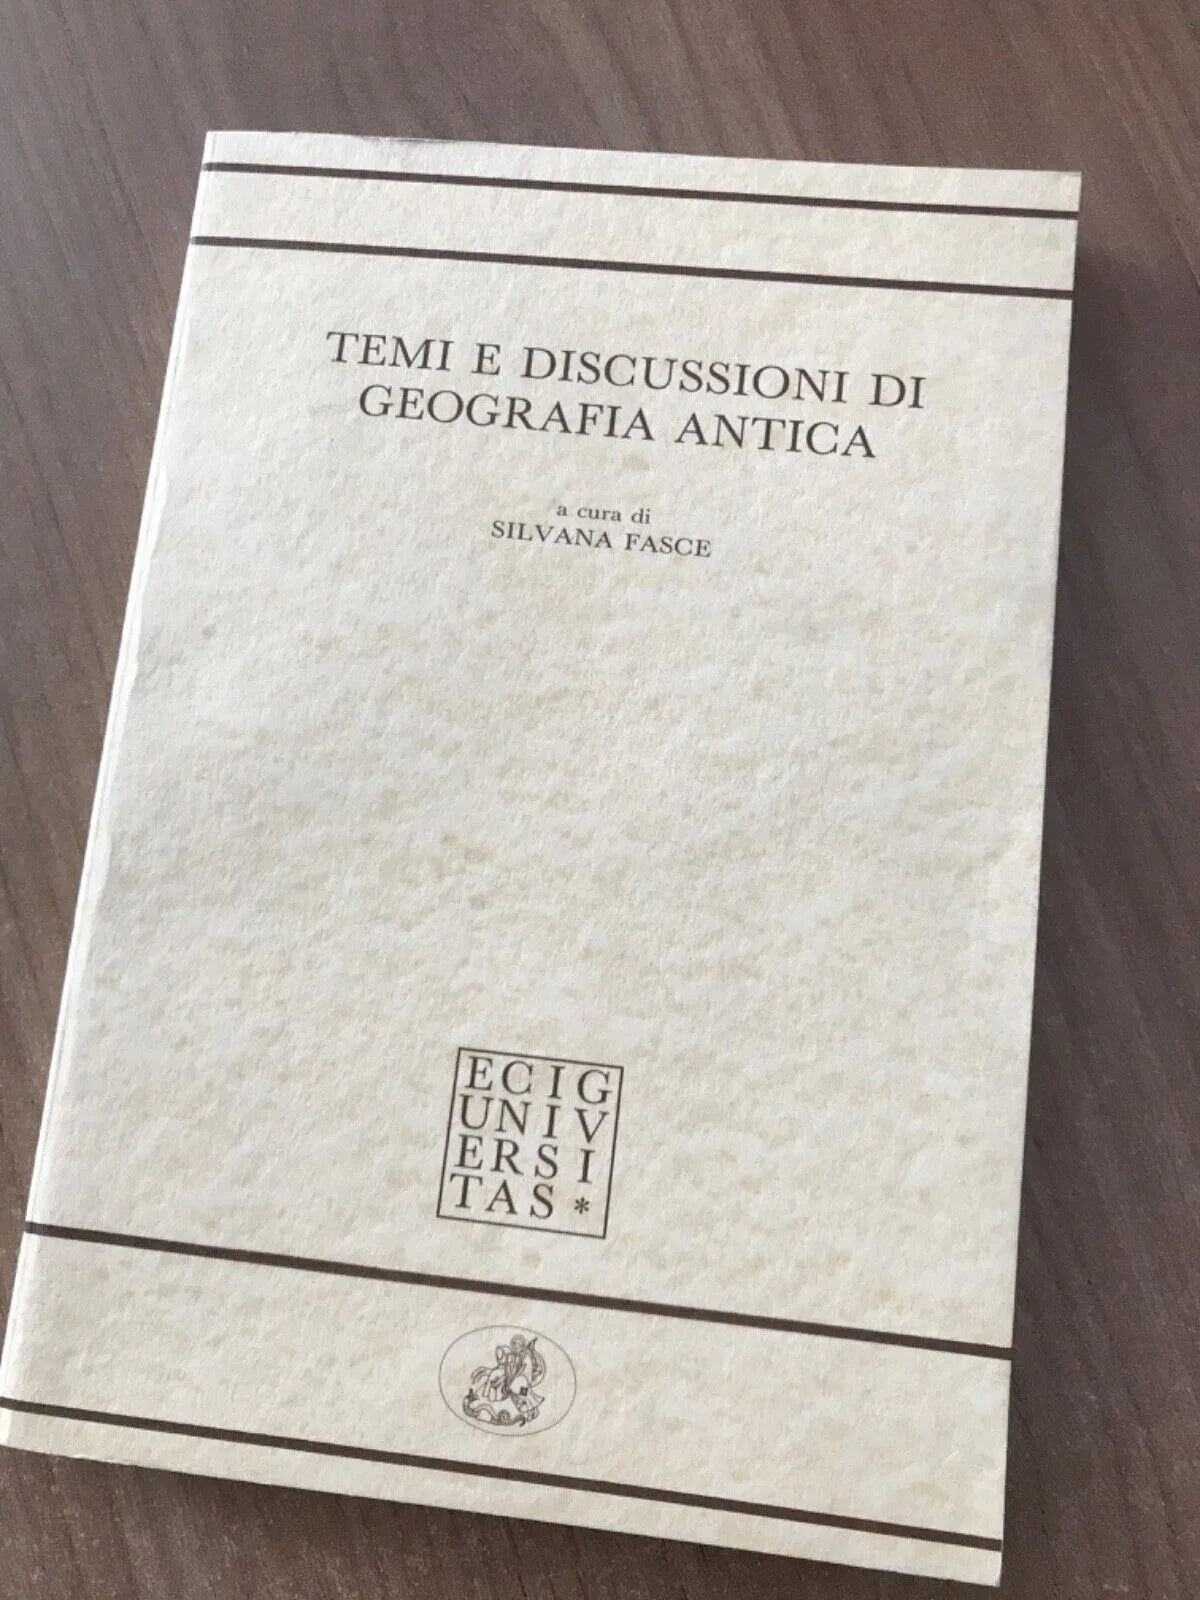 TEMI E DISCUSSIONI DI
GEOGRAFIA ANTICA
a cura di
SILVANA FASCE
ECIG
UNIV
ERSI
TAS*